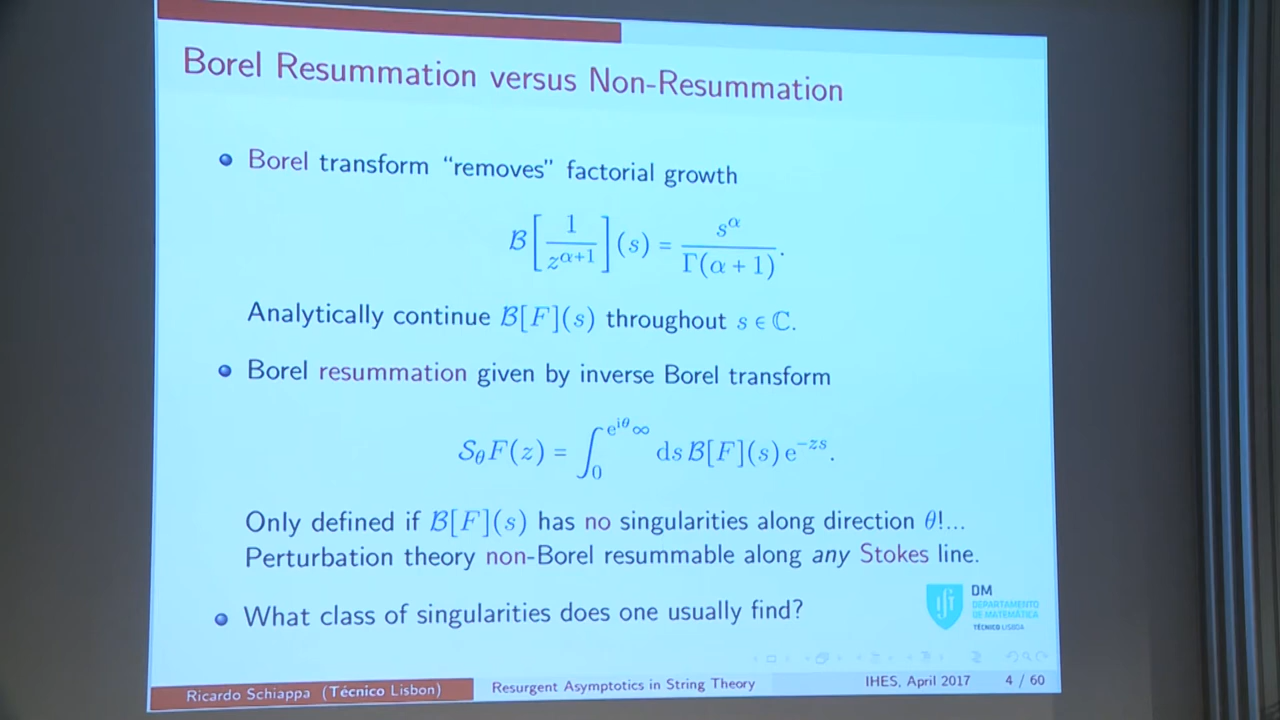 Borel Resummation versus Non-Resummation
Borel transform “removes” factorial growth
ℬ[1/z^{α+1}](s) = s^α/Γ(α + 1).
Analytically continue ℬ[F](s) throughout s ∈ ℂ.
Borel resummation given by inverse Borel transform
𝒮_θ F(z) = ∫_0^{e^{iθ}∞} ds ℬ[F](s) e^{−zs}.
Only defined if ℬ[F](s) has no singularities along direction θ!...
Perturbation theory non-Borel resummable along any Stokes line.
What class of singularities does one usually find?
DM
DEPARTAMENTO
DE MATEMÁTICA
TÉCNICO LISBOA
Ricardo Schiappa (Técnico Lisbon) Resurgent Asymptotics in String Theory IHES, April 2017 4 / 60